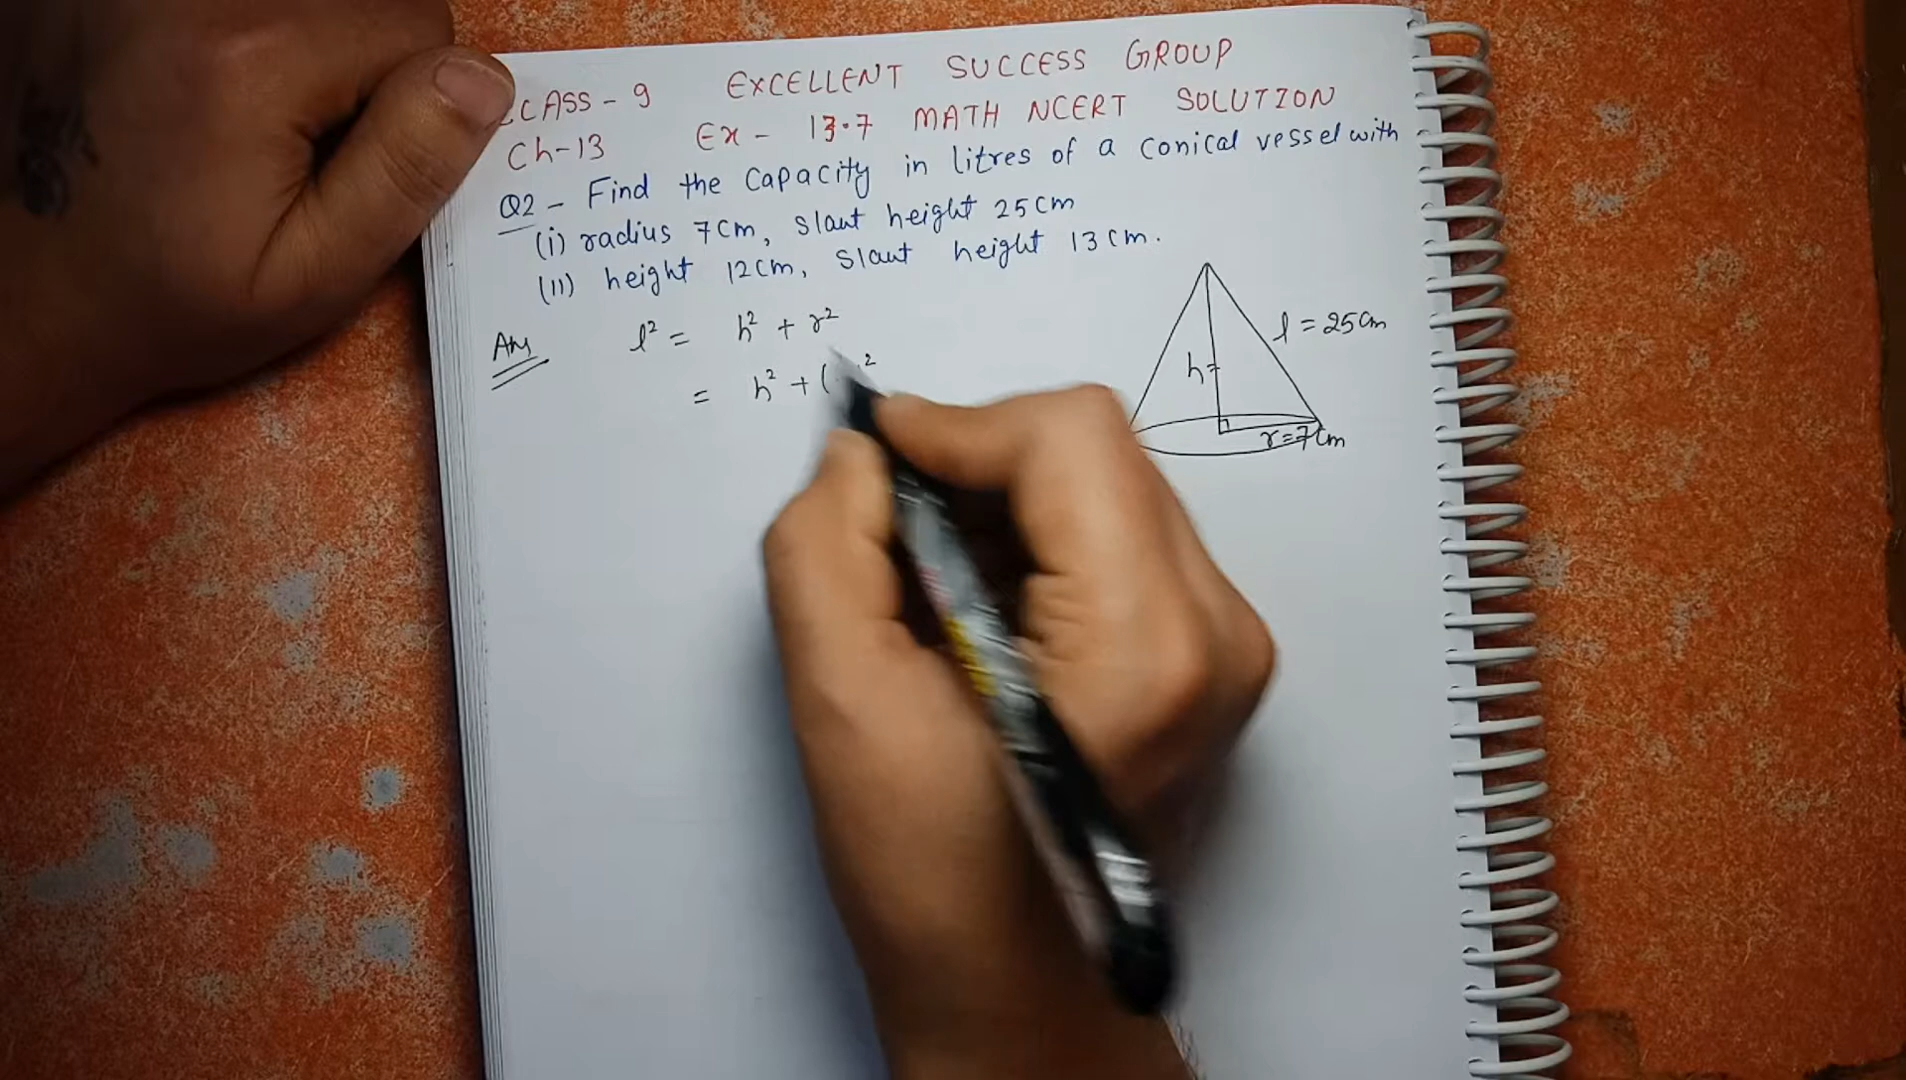 CLASS - 9 EXCELLENT SUCCESS GROUP
Ch-13 Ex - 13.7 MATH NCERT SOLUTION
Q2 - Find the Capacity in litres of a conical vessel with
(i) radius 7cm, slant height 25cm
(ii) height 12cm, slant height 13cm.
Ans l² = h² + r²
= h² + ( )²
l = 25cm
h
r=7cm